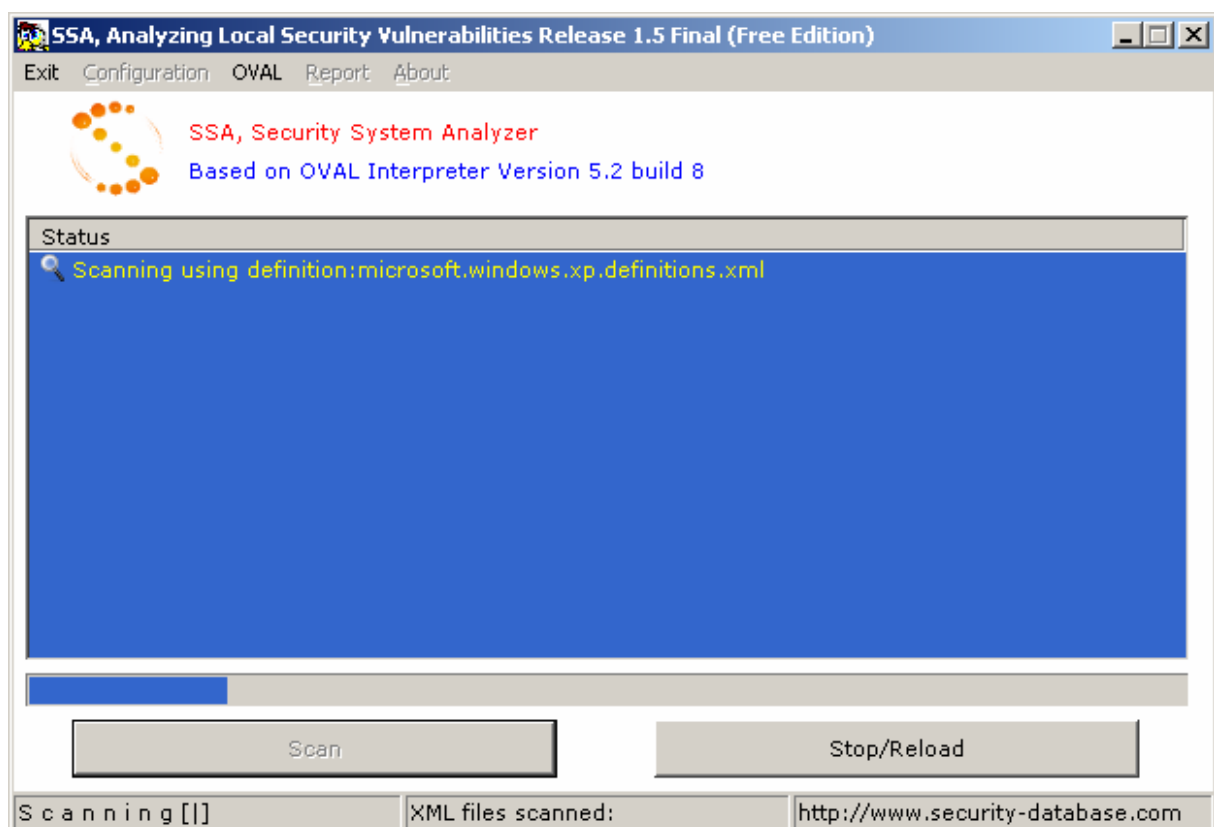 SSA, Analyzing Local Security Vulnerabilities Release 1.5 Final (Free Edition)
Exit Configuration OVAL Report About
SSA, Security System Analyzer
Based on OVAL Interpreter Version 5.2 build 8
Status
Scanning using definition:microsoft.windows.xp.definitions.xml
Scan Stop/Reload
S c a n n i n g [|] XML files scanned: http://www.security-database.com